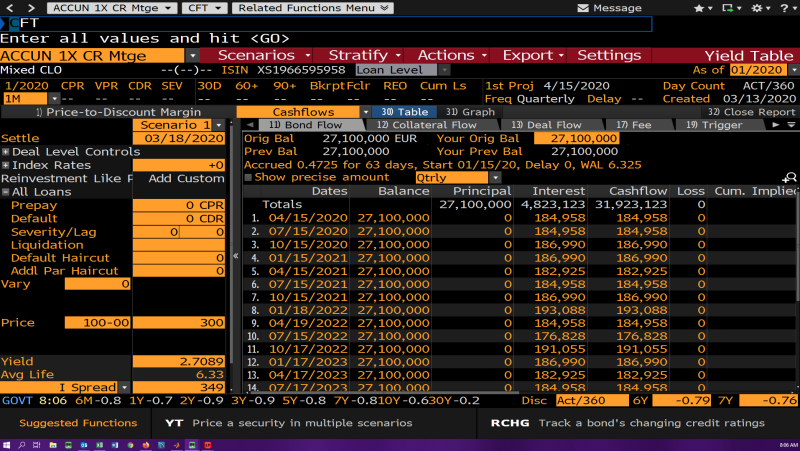 < > ACCUN 1X CR Mtge CFT Related Functions Menu Message
CFT
Enter all values and hit <GO>
ACCUN 1X CR Mtge Scenarios Stratify Actions Export Settings Yield Table
Mixed CLO --(--)-- ISIN XS1966595958 Loan Level As of 01/2020
1/2020 CPR VPR CDR SEV 30D 60+ 90+ BkrptFclr REO Cum Ls 1st Proj 4/15/2020 Day Count ACT/360
1M -- -- -- -- -- -- -- -- -- -- -- Freq Quarterly Delay -- Created 03/13/2020
1) Price-to-Discount Margin Cashflows 30) Table 31) Graph 32) Close Report
Scenario 1 11) Bond Flow 12) Collateral Flow 13) Deal Flow 17) Fee 19) Trigger
Settle 03/18/2020 Orig Bal 27,100,000 EUR Your Orig Bal 27,100,000
Deal Level Controls Prev Bal 27,100,000 Your Prev Bal 27,100,000
Index Rates +0 Accrued 0.4725 for 63 days, Start 01/15/20, Delay 0, WAL 6.325
Reinvestment Like P Add Custom Show precise amount Qtrly
All Loans Dates Balance Principal Interest Cashflow Loss Cum. Implied
Prepay 0 CPR Totals 27,100,000 4,823,123 31,923,123 0
Default 0 CDR 1. 04/15/2020 27,100,000 0 184,958 184,958 0
Severity/Lag 0 0 2. 07/15/2020 27,100,000 0 184,958 184,958 0
Liquidation 3. 10/15/2020 27,100,000 0 186,990 186,990 0
Default Haircut 0 4. 01/15/2021 27,100,000 0 186,990 186,990 0
Addl Par Haircut 0 5. 04/15/2021 27,100,000 0 182,925 182,925 0
Vary 0 6. 07/15/2021 27,100,000 0 184,958 184,958 0
7. 10/15/2021 27,100,000 0 186,990 186,990 0
8. 01/18/2022 27,100,000 0 193,088 193,088 0
Price 100-00 300 9. 04/19/2022 27,100,000 0 184,958 184,958 0
10. 07/15/2022 27,100,000 0 176,828 176,828 0
11. 10/17/2022 27,100,000 0 191,055 191,055 0
Yield 2.7089 12. 01/17/2023 27,100,000 0 186,990 186,990 0
Avg Life 6.33 13. 04/17/2023 27,100,000 0 182,925 182,925 0
I Spread 349 14. 07/17/2023 27,100,000 0 184,958 184,958 0
GOVT 8:06 6M-0.8 1Y-0.7 2Y-0.9 3Y-0.9 5Y-0.8 7Y-0.8 10Y-0.6 30Y-0.2 Disc Act/360 6Y -0.79 7Y -0.76
Suggested Functions YT Price a security in multiple scenarios RCHG Track a bond's changing credit ratings
8:06 AM